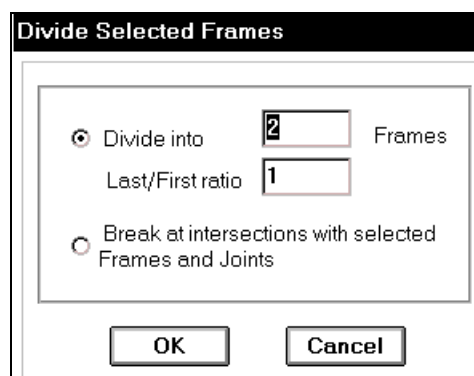 Divide Selected Frames
Divide into 2 Frames
Last/First ratio 1
Break at intersections with selected
Frames and Joints
OK Cancel